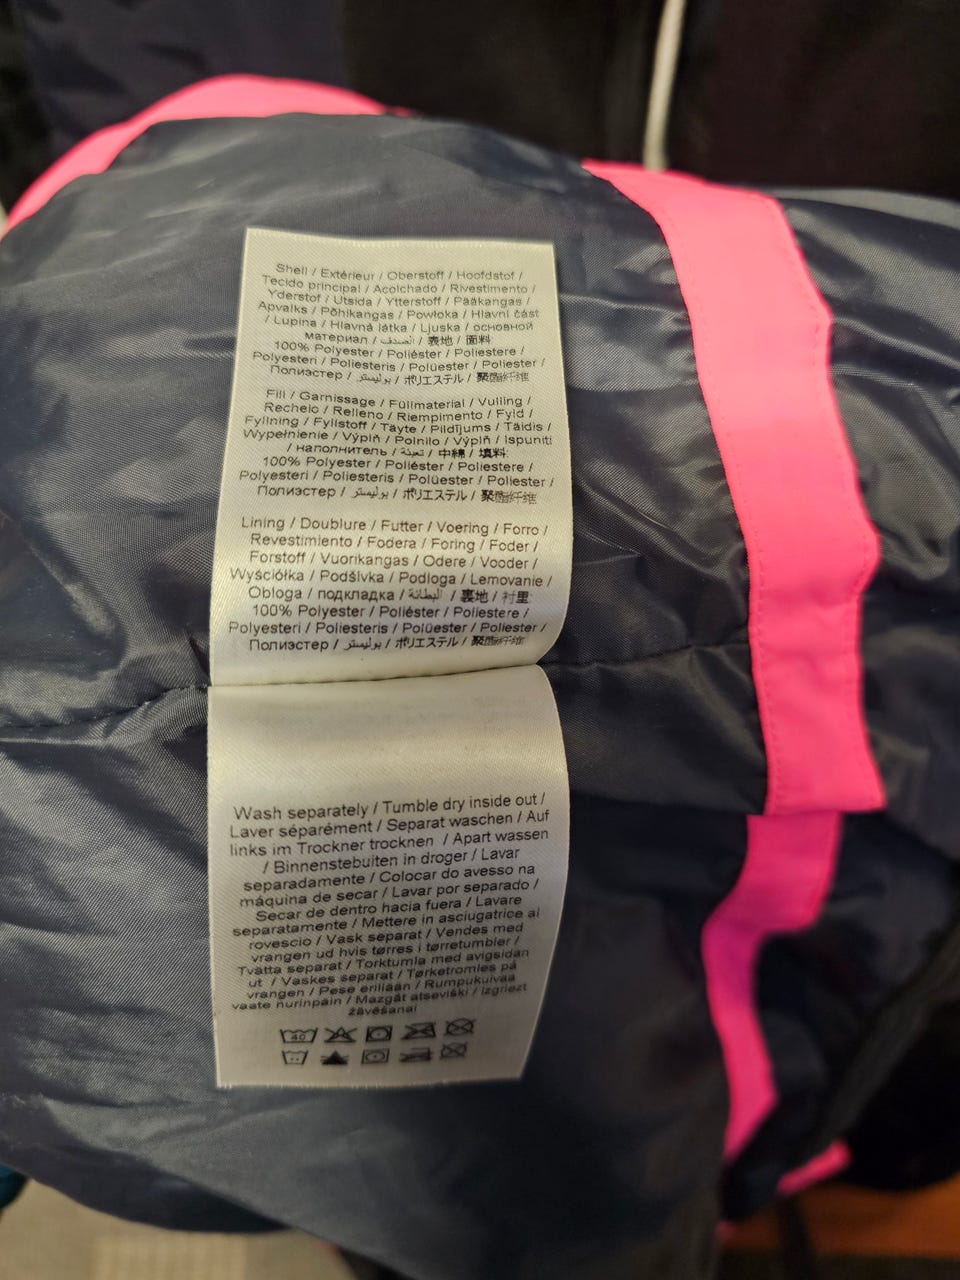 Shell / Extérieur / Oberstoff / Hoofdstof /
Tecido principal / Acolchado / Rivestimento /
Yderstof / Utsida / Ytterstoff / Pääkangas /
Apvalks / Põhikangas / Powłoka / Hlavní část
/ Lupina / Hlavná látka / Ljuska / основной
материал / الصدف / 表地 / 面料
100% Polyester / Poliéster / Poliestere /
Polyesteri / Poliesteris / Polüester / Poliester /
Полиэстер / بوليستر / ポリエステル / 聚酯纤维
Fill / Garnissage / Füllmaterial / Vulling /
Recheio / Relleno / Riempimento / Fyld /
Fyllning / Fyllstoff / Täyte / Pildījums / Täidis /
Wypełnienie / Výplň / Polnilo / Výplň / Ispuniti
/ наполнитель / تعبئة / 中綿 / 填料
100% Polyester / Poliéster / Poliestere /
Polyesteri / Poliesteris / Polüester / Poliester /
Полиэстер / بوليستر / ポリエステル / 聚酯纤维
Lining / Doublure / Futter / Voering / Forro /
Revestimiento / Fodera / Foring / Foder /
Forstoff / Vuorikangas / Odere / Vooder /
Wyściółka / Podšívka / Podloga / Lemovanie /
Obloga / подкладка / البطانة / 裏地 / 衬里
100% Polyester / Poliéster / Poliestere /
Polyesteri / Poliesteris / Polüester / Poliester /
Полиэстер / بوليستر / ポリエステル / 聚酯纤维
Wash separately / Tumble dry inside out /
Laver séparément / Separat waschen / Auf
links im Trockner trocknen / Apart wassen
/ Binnenstebuiten in droger / Lavar
separadamente / Colocar do avesso na
máquina de secar / Lavar por separado /
Secar de dentro hacia fuera / Lavare
separatamente / Mettere in asciugatrice al
rovescio / Vask separat / Vendes med
vrangen ud hvis tørres i tørretumbler /
Tvätta separat / Torktumla med avigsidan
ut / Vaskes separat / Tørketromles på
vrangen / Pese erillään / Rumpukuivaa
vaate nurinpäin / Mazgāt atsevišķi / Izgriezt
žāvēšanai
40